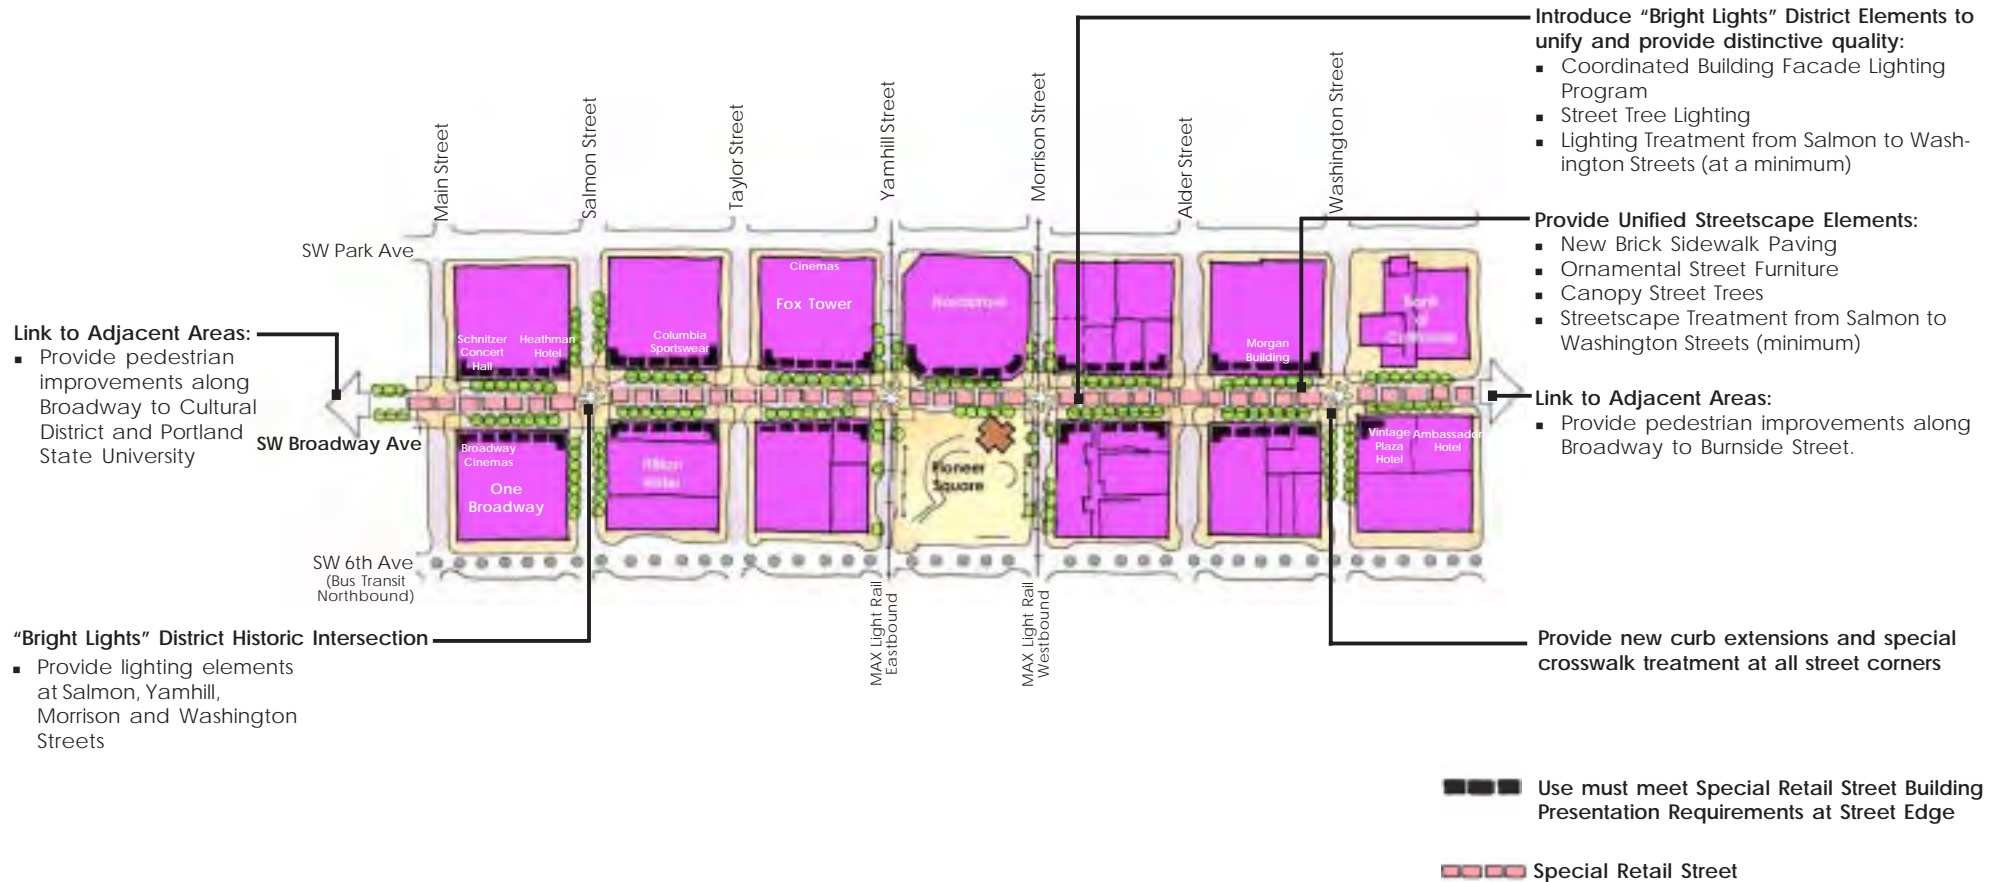 Introduce “Bright Lights” District Elements to
unify and provide distinctive quality:
▪ Coordinated Building Facade Lighting
Program
▪ Street Tree Lighting
▪ Lighting Treatment from Salmon to Wash-
ington Streets (at a minimum)
Main Street
Salmon Street
Taylor Street
Yamhill Street
Morrison Street
Alder Street
Washington Street
Provide Unified Streetscape Elements:
▪ New Brick Sidewalk Paving
▪ Ornamental Street Furniture
▪ Canopy Street Trees
▪ Streetscape Treatment from Salmon to
Washington Streets (minimum)
SW Park Ave
Cinemas
Fox Tower
Nordstrom
Bank
of
Link to Adjacent Areas:
▪ Provide pedestrian
improvements along
Broadway to Cultural
District and Portland
State University
Schnitzer
Concert
Hall
Heathman
Hotel
Columbia
Sportswear
Morgan
Building
Link to Adjacent Areas:
▪ Provide pedestrian improvements along
Broadway to Burnside Street.
SW Broadway Ave
Broadway
Cinemas
One
Broadway
Hilton
Hotel
Pioneer
Square
Vintage
Plaza
Hotel
Ambassador
Hotel
SW 6th Ave
(Bus Transit
Northbound)
MAX Light Rail
Eastbound
MAX Light Rail
Westbound
“Bright Lights” District Historic Intersection
▪ Provide lighting elements
at Salmon, Yamhill,
Morrison and Washington
Streets
Provide new curb extensions and special
crosswalk treatment at all street corners
Use must meet Special Retail Street Building
Presentation Requirements at Street Edge
Special Retail Street